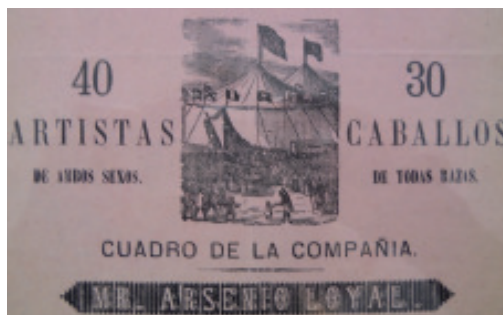 40
ARTISTAS
DE AMBOS SEXOS.
30
CABALLOS
DE TODAS RAZAS.
CUADRO DE LA COMPAÑIA.
MR. ARSENIO LOYAL.